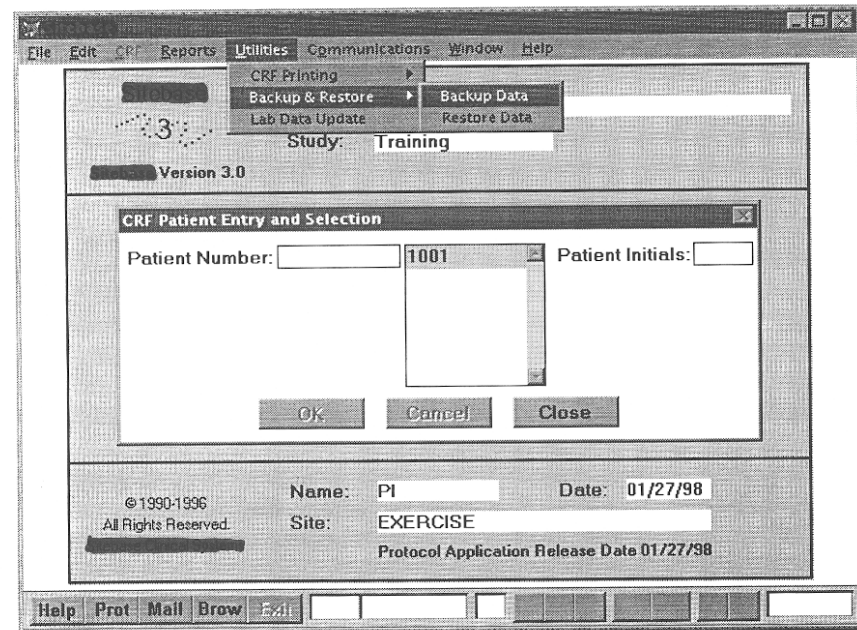 File Edit CRF Reports Utilities Communications Window Help
CRF Printing
Backup & Restore Backup Data
Lab Data Update Restore Data
3
Study: Training
Version 3.0
CRF Patient Entry and Selection
Patient Number: 1001 Patient Initials:
OK Cancel Close
© 1990-1996
All Rights Reserved.
Name: PI Date: 01/27/98
Site: EXERCISE
Protocol Application Release Date 01/27/98
Help Prot Mail Brow Exit